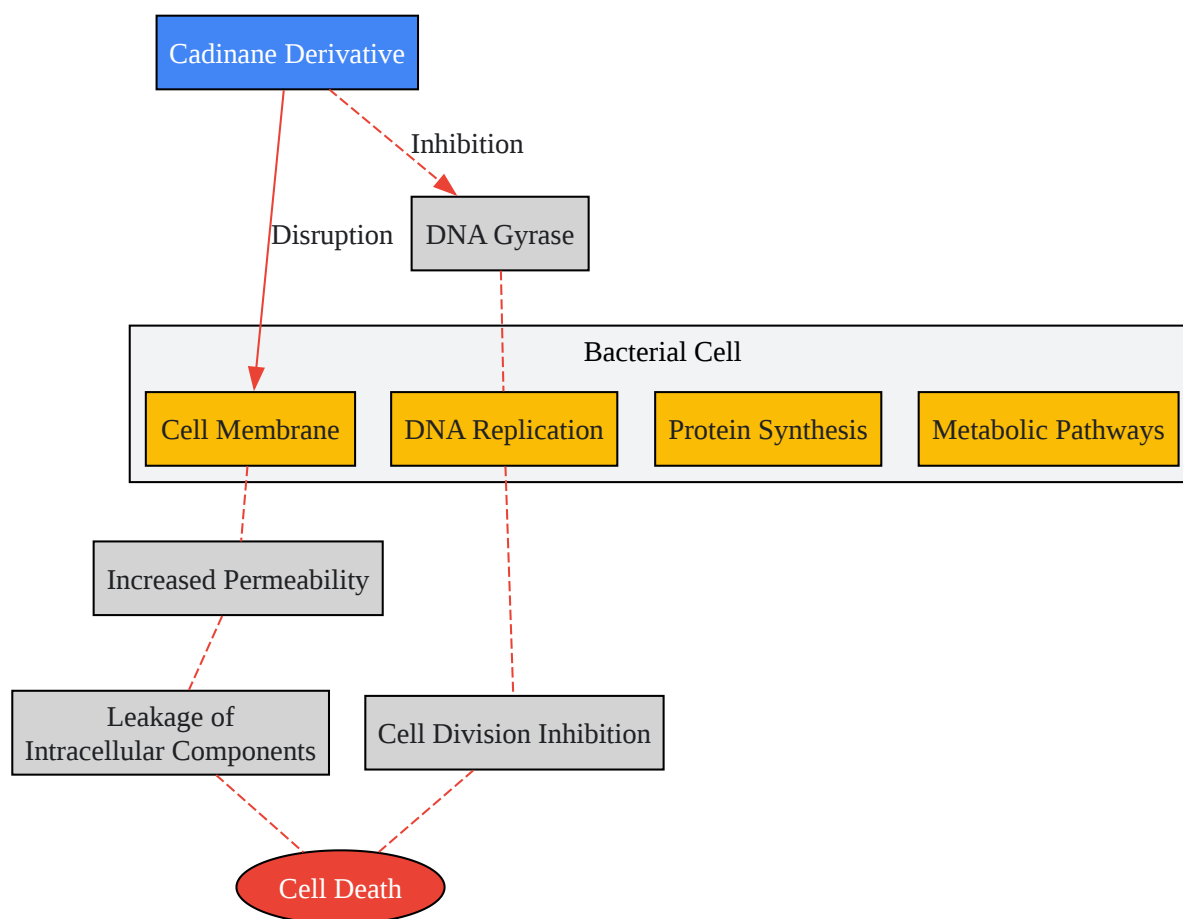 Cadinane Derivative
Inhibition
Disruption
DNA Gyrase
Bacterial Cell
Cell Membrane
DNA Replication
Protein Synthesis
Metabolic Pathways
Increased Permeability
Leakage of
Intracellular Components
Cell Division Inhibition
Cell Death